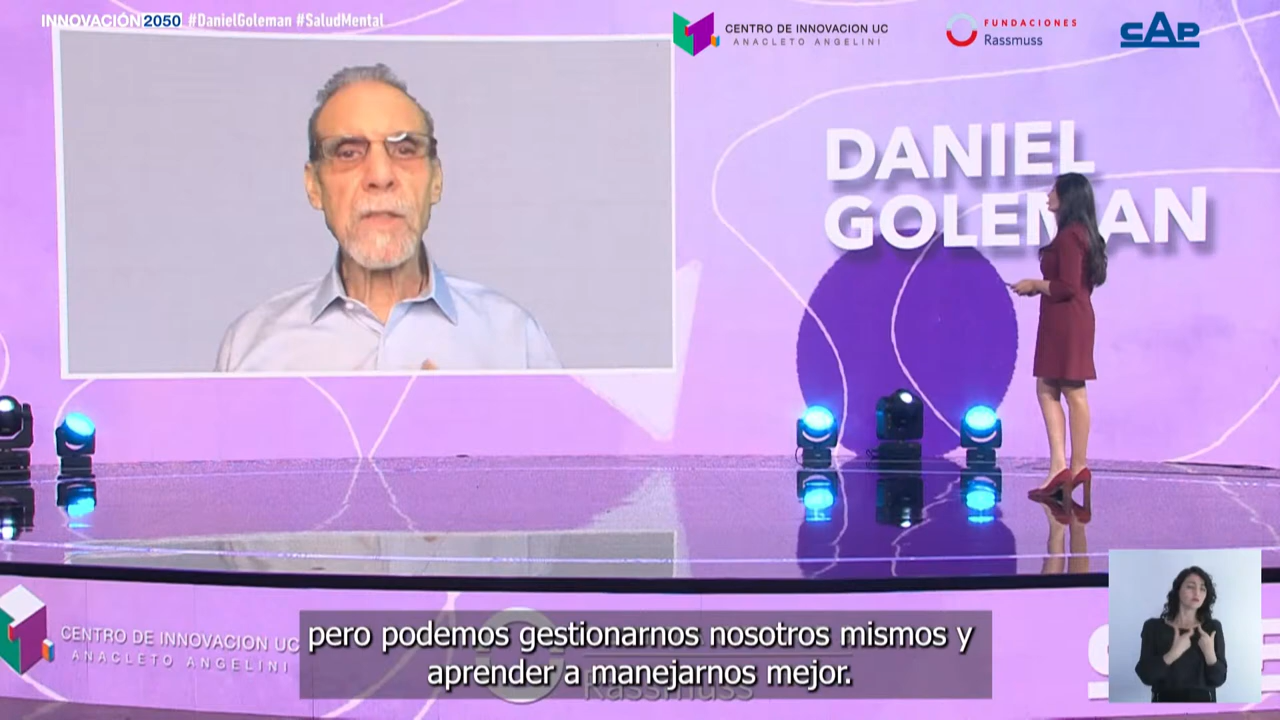 INNOVACIÓN2050 #DanielGoleman #SaludMental
CENTRO DE INNOVACION UC
ANACLETO ANGELINI
FUNDACIONES
Rassmuss
CAP
DANIEL
GOLEMAN
CENTRO DE INNOVACION UC
ANACLETO ANGELINI
Rassmuss
pero podemos gestionarnos nosotros mismos y
aprender a manejarnos mejor.